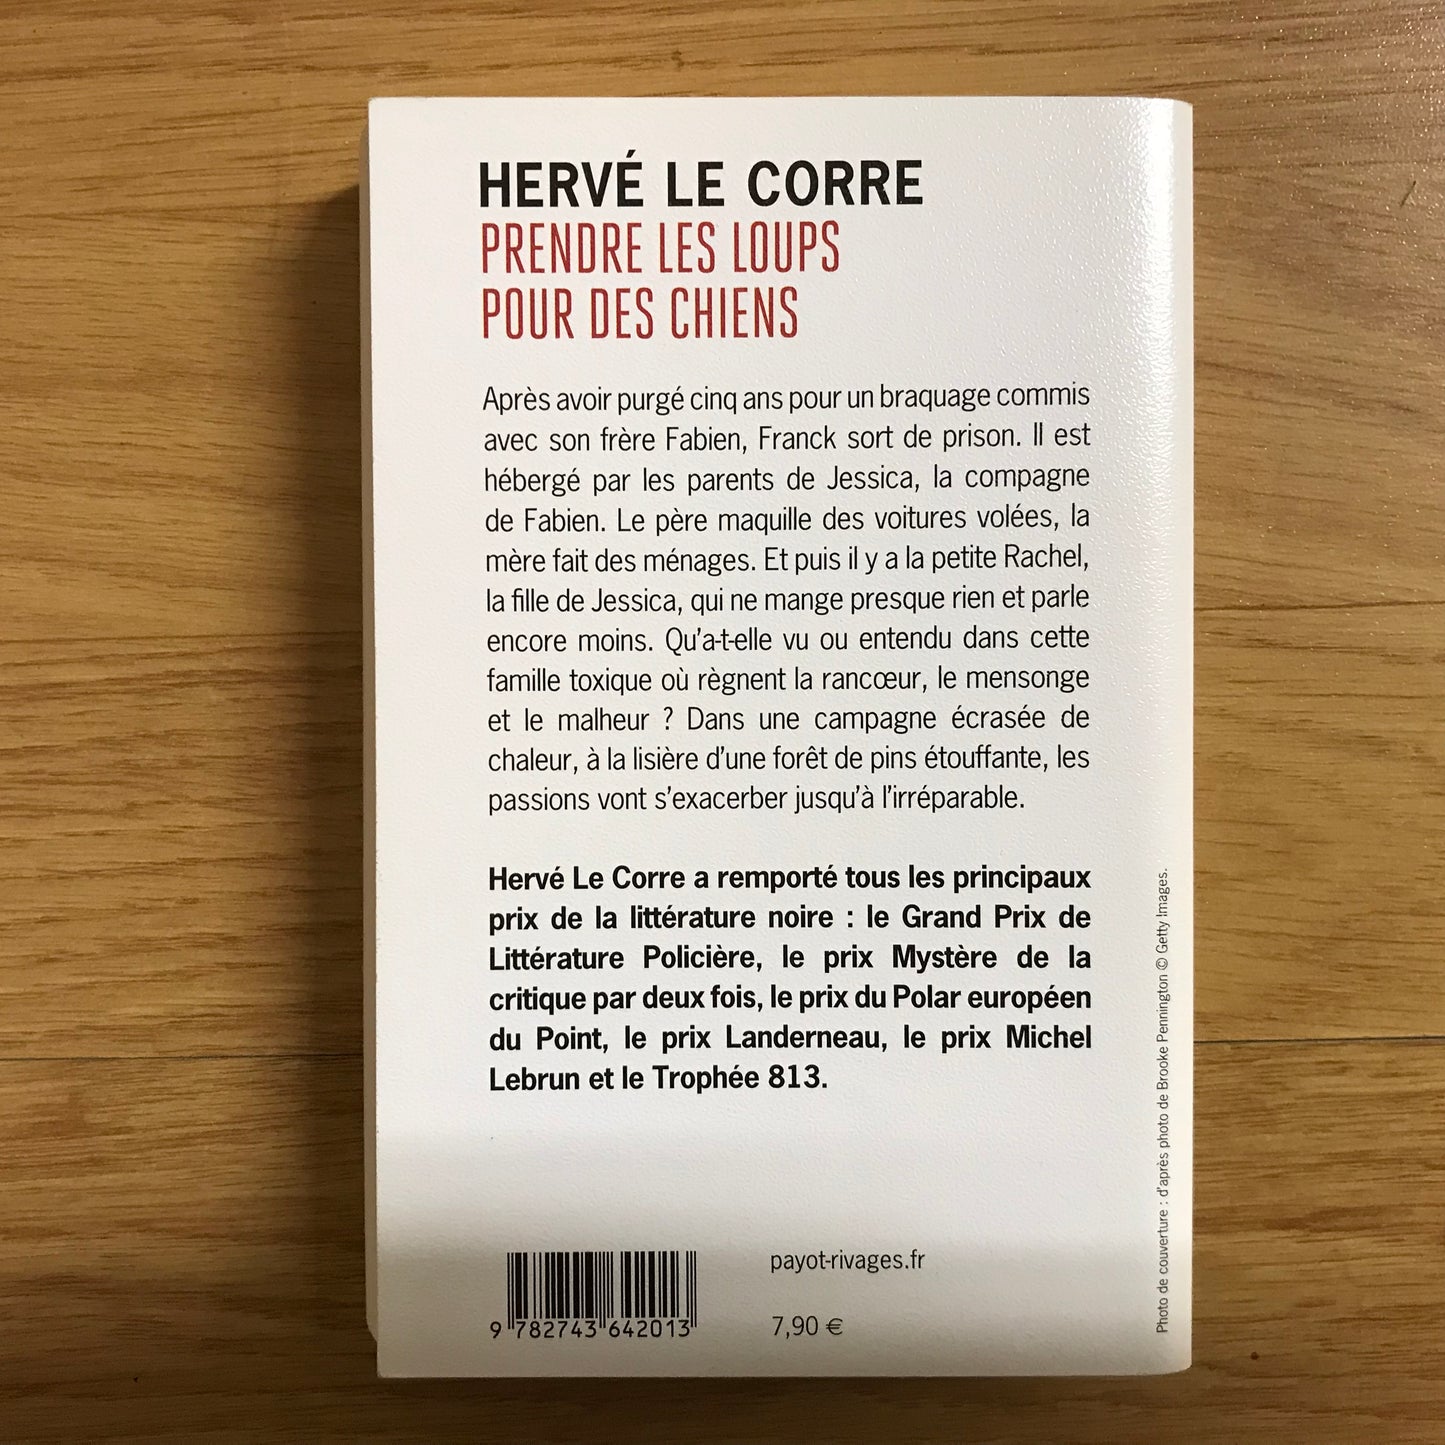 HERVÉ LE CORRE
PRENDRE LES LOUPS
POUR DES CHIENS
Après avoir purgé cinq ans pour un braquage commis
avec son frère Fabien, Franck sort de prison. Il est
hébergé par les parents de Jessica, la compagne
de Fabien. Le père maquille des voitures volées, la
mère fait des ménages. Et puis il y a la petite Rachel,
la fille de Jessica, qui ne mange presque rien et parle
encore moins. Qu'a-t-elle vu ou entendu dans cette
famille toxique où règnent la rancœur, le mensonge
et le malheur ? Dans une campagne écrasée de
chaleur, à la lisière d'une forêt de pins étouffante, les
passions vont s'exacerber jusqu'à l'irréparable.
Hervé Le Corre a remporté tous les principaux
prix de la littérature noire : le Grand Prix de
Littérature Policière, le prix Mystère de la
critique par deux fois, le prix du Polar européen
du Point, le prix Landerneau, le prix Michel
Lebrun et le Trophée 813.
payot-rivages.fr
7,90 €
9 782743 642013
Photo de couverture : d'après photo de Brooke Pennington © Getty Images.